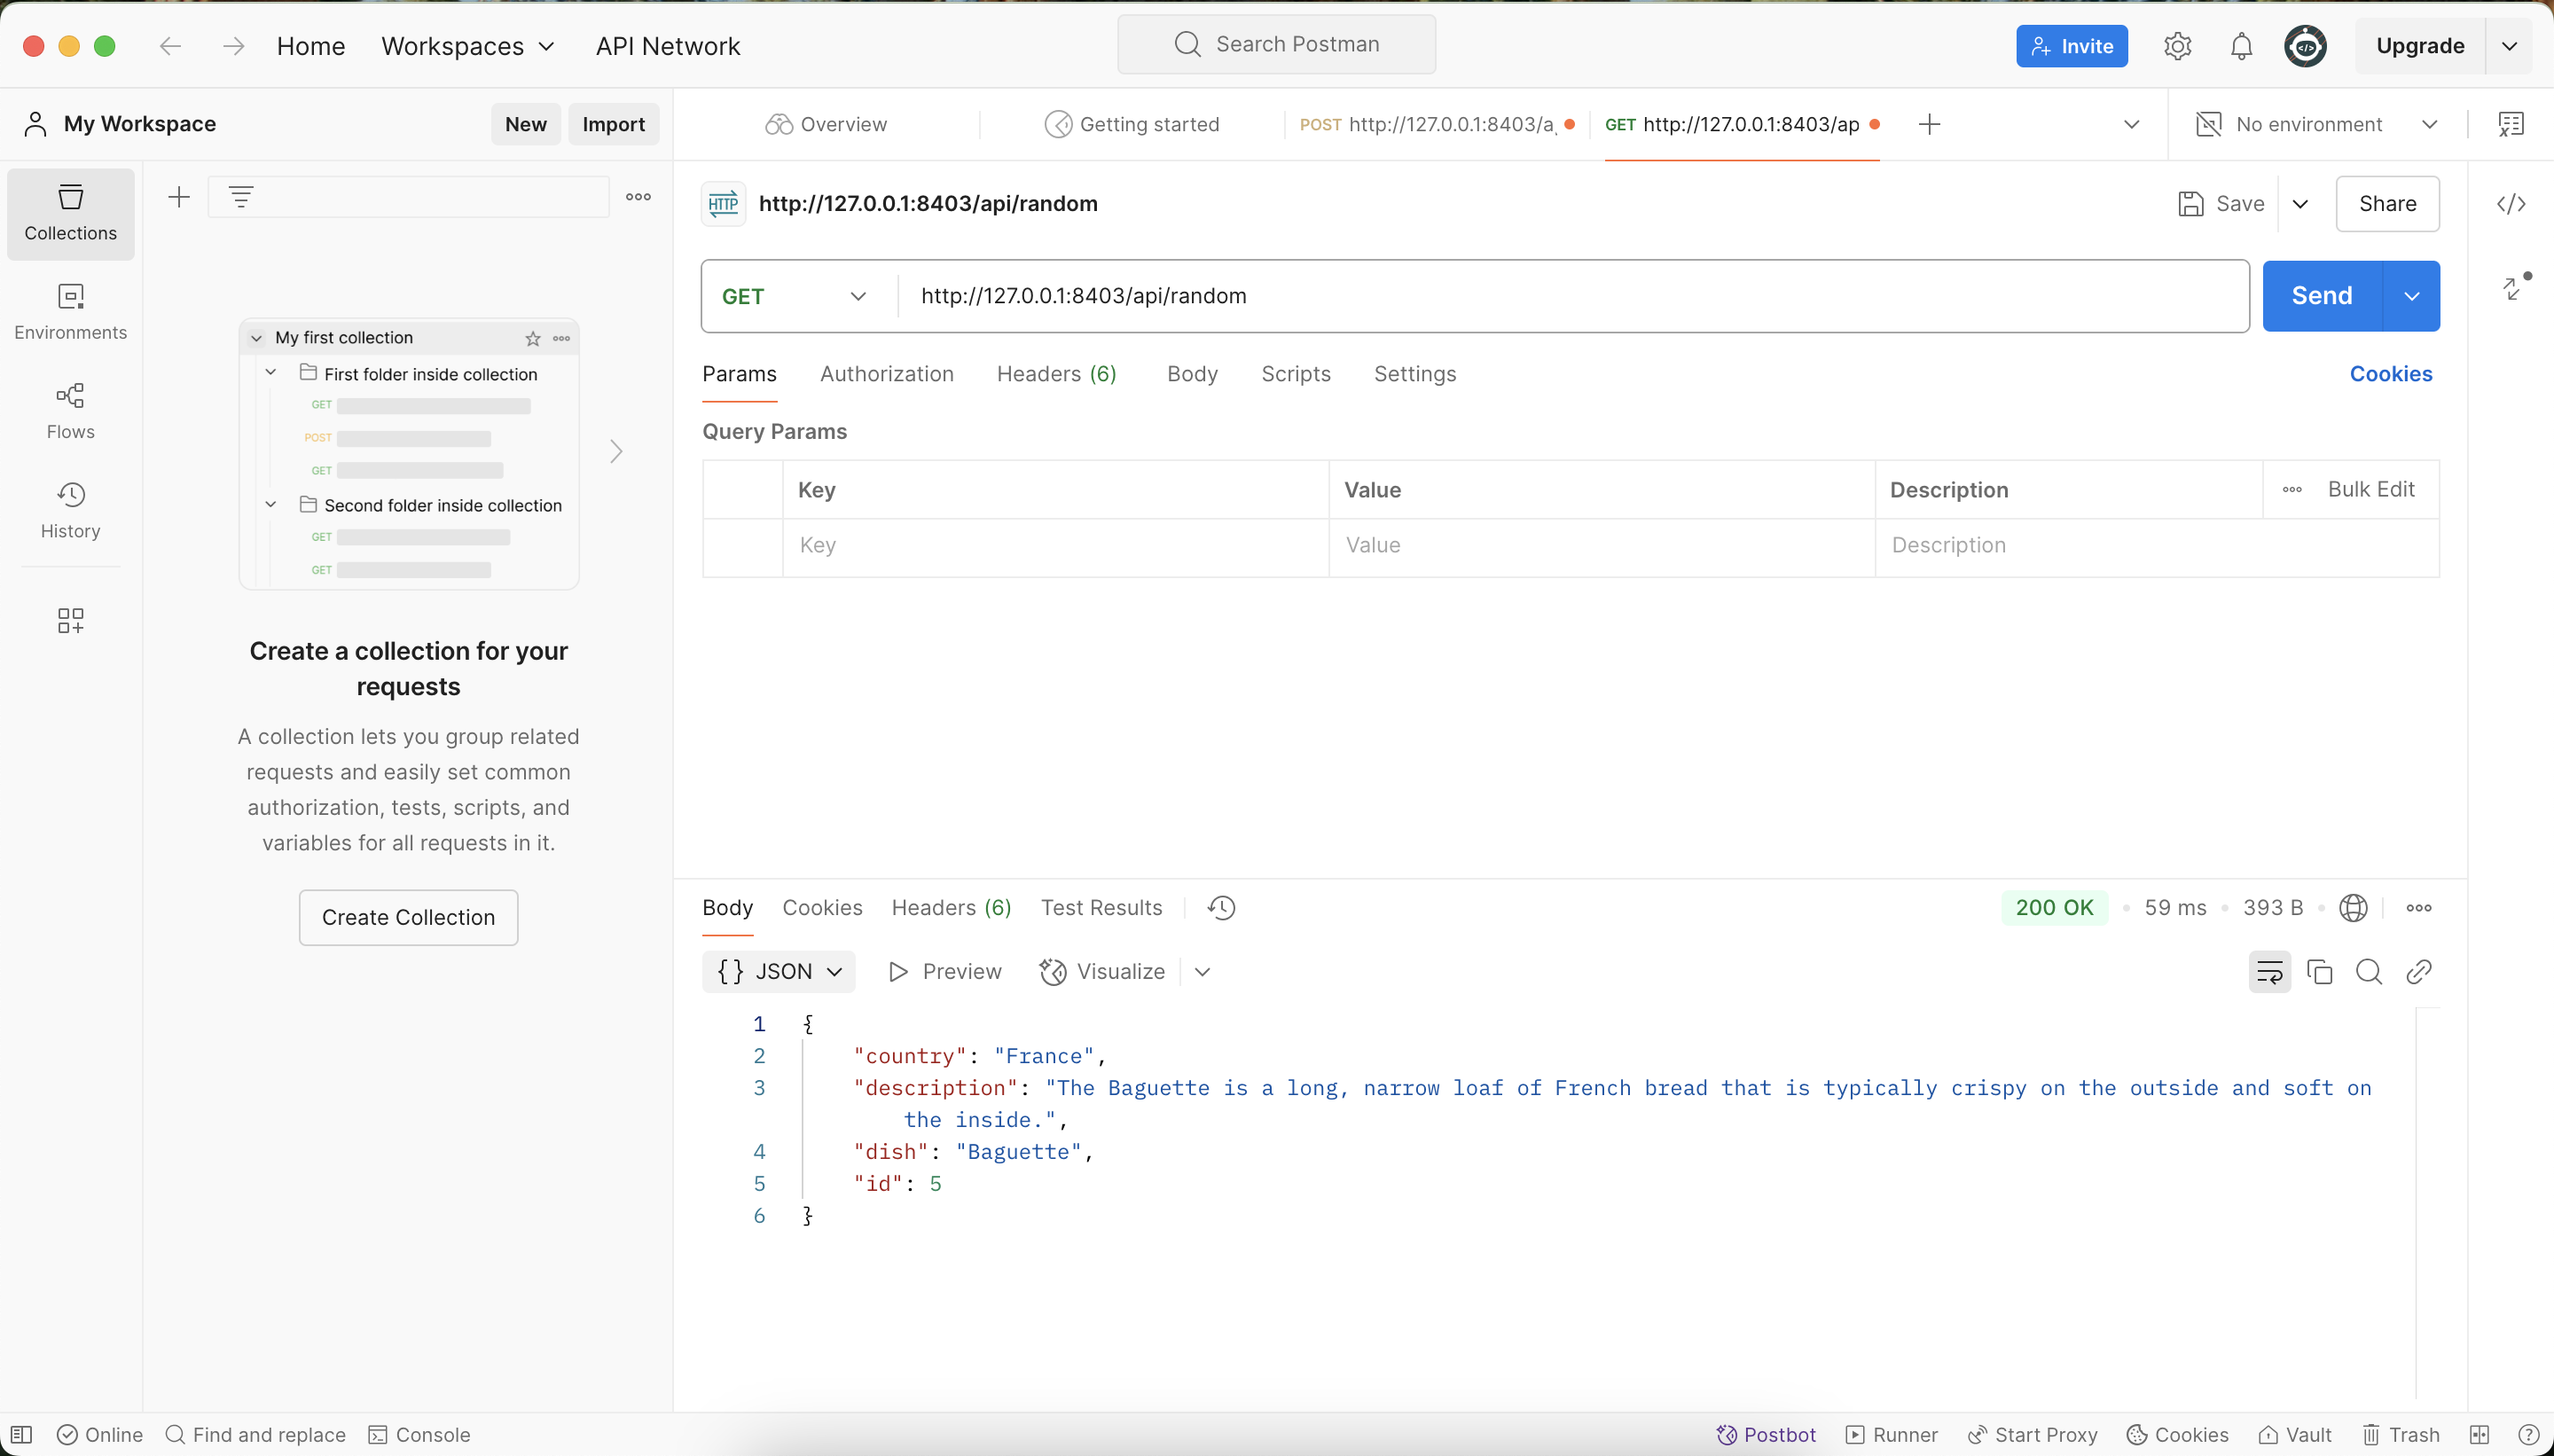 Home Workspaces API Network Search Postman Invite Upgrade
My Workspace New Import
Overview Getting started POST http://127.0.0.1:8403/a GET http://127.0.0.1:8403/ap No environment
Collections
Environments
Flows
History
My first collection
First folder inside collection
GET
POST
GET
Second folder inside collection
GET
GET
Create a collection for your
requests
A collection lets you group related
requests and easily set common
authorization, tests, scripts, and
variables for all requests in it.
Create Collection
HTTP http://127.0.0.1:8403/api/random Save Share
GET http://127.0.0.1:8403/api/random Send
Params Authorization Headers (6) Body Scripts Settings Cookies
Query Params
Key Value Description Bulk Edit
Key Value Description
Body Cookies Headers (6) Test Results 200 OK 59 ms 393 B
{} JSON Preview Visualize
1 {
2 "country": "France",
3 "description": "The Baguette is a long, narrow loaf of French bread that is typically crispy on the outside and soft on
the inside.",
4 "dish": "Baguette",
5 "id": 5
6 }
Online Find and replace Console Postbot Runner Start Proxy Cookies Vault Trash